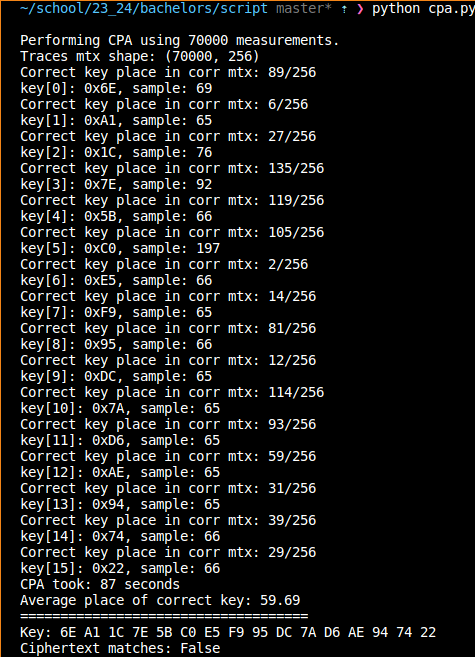 ~/school/23_24/bachelors/script master* ⇡ ❯ python cpa.py
Performing CPA using 70000 measurements.
Traces mtx shape: (70000, 256)
Correct key place in corr mtx: 89/256
key[0]: 0x6E, sample: 69
Correct key place in corr mtx: 6/256
key[1]: 0xA1, sample: 65
Correct key place in corr mtx: 27/256
key[2]: 0x1C, sample: 76
Correct key place in corr mtx: 135/256
key[3]: 0x7E, sample: 92
Correct key place in corr mtx: 119/256
key[4]: 0x5B, sample: 66
Correct key place in corr mtx: 105/256
key[5]: 0xC0, sample: 197
Correct key place in corr mtx: 2/256
key[6]: 0xE5, sample: 66
Correct key place in corr mtx: 14/256
key[7]: 0xF9, sample: 65
Correct key place in corr mtx: 81/256
key[8]: 0x95, sample: 66
Correct key place in corr mtx: 12/256
key[9]: 0xDC, sample: 65
Correct key place in corr mtx: 114/256
key[10]: 0x7A, sample: 65
Correct key place in corr mtx: 93/256
key[11]: 0xD6, sample: 65
Correct key place in corr mtx: 59/256
key[12]: 0xAE, sample: 65
Correct key place in corr mtx: 31/256
key[13]: 0x94, sample: 65
Correct key place in corr mtx: 39/256
key[14]: 0x74, sample: 66
Correct key place in corr mtx: 29/256
key[15]: 0x22, sample: 66
CPA took: 87 seconds
Average place of correct key: 59.69
====================================
Key: 6E A1 1C 7E 5B C0 E5 F9 95 DC 7A D6 AE 94 74 22
Ciphertext matches: False